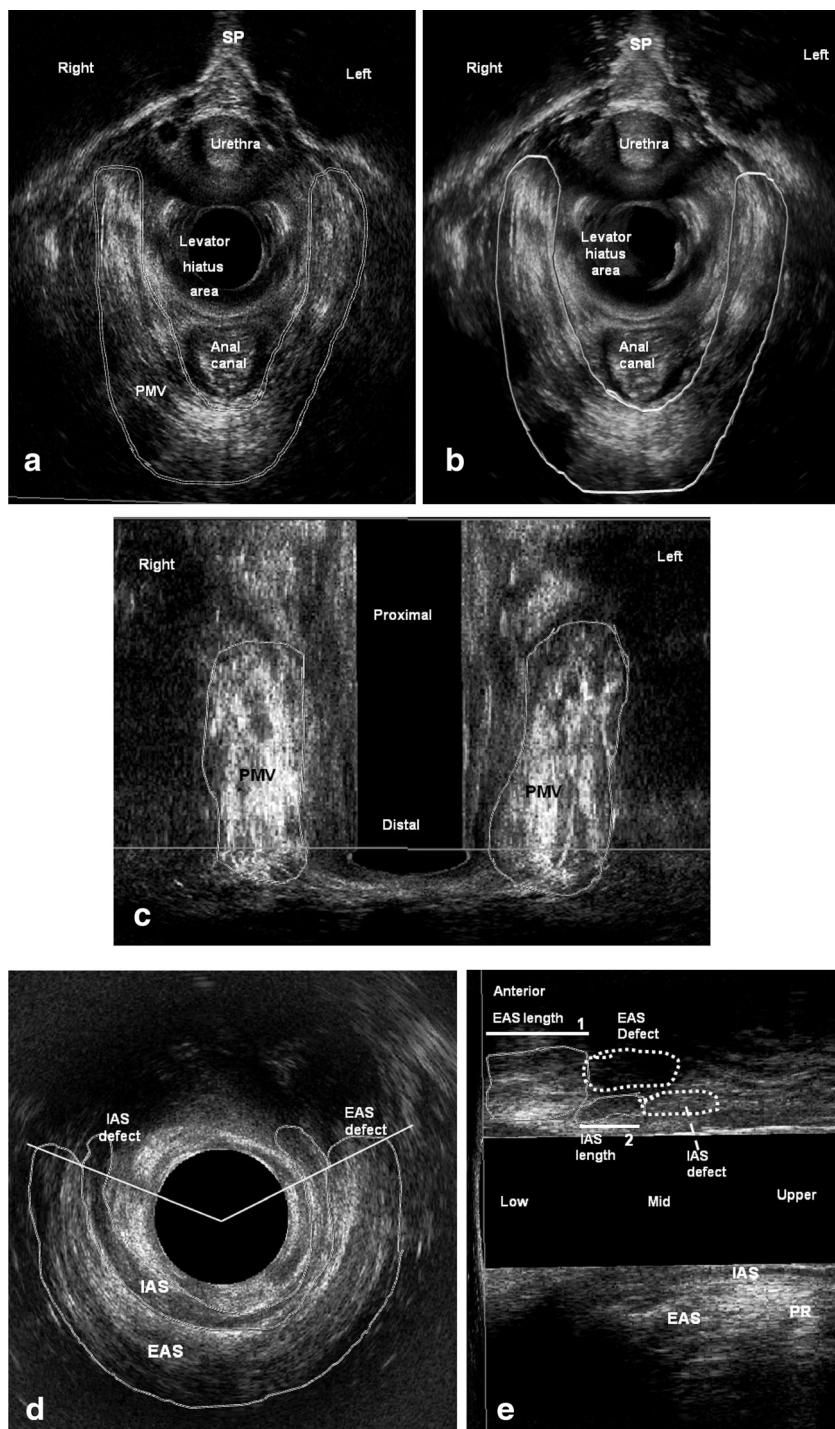 SP
Right
Left
Urethra
Levator
hiatus
area
Anal
canal
PMV
a
SP
Right
Left
Urethra
Levator
hiatus
area
Anal
canal
b
Right
Left
Proximal
PMV
PMV
Distal
c
IAS
defect
EAS
defect
IAS
EAS
d
Anterior
EAS length
1
EAS
Defect
IAS
length
2
IAS
defect
Low
Mid
Upper
IAS
EAS
PR
e